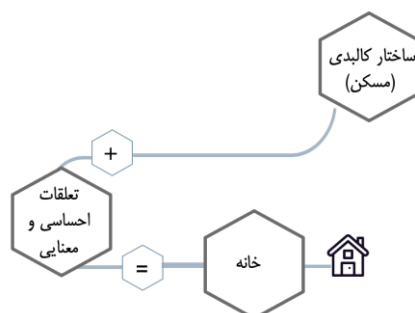 ساختار کالبدی
(مسکن)
+
تعلقات
احساسی و
معنایی
=
خانه